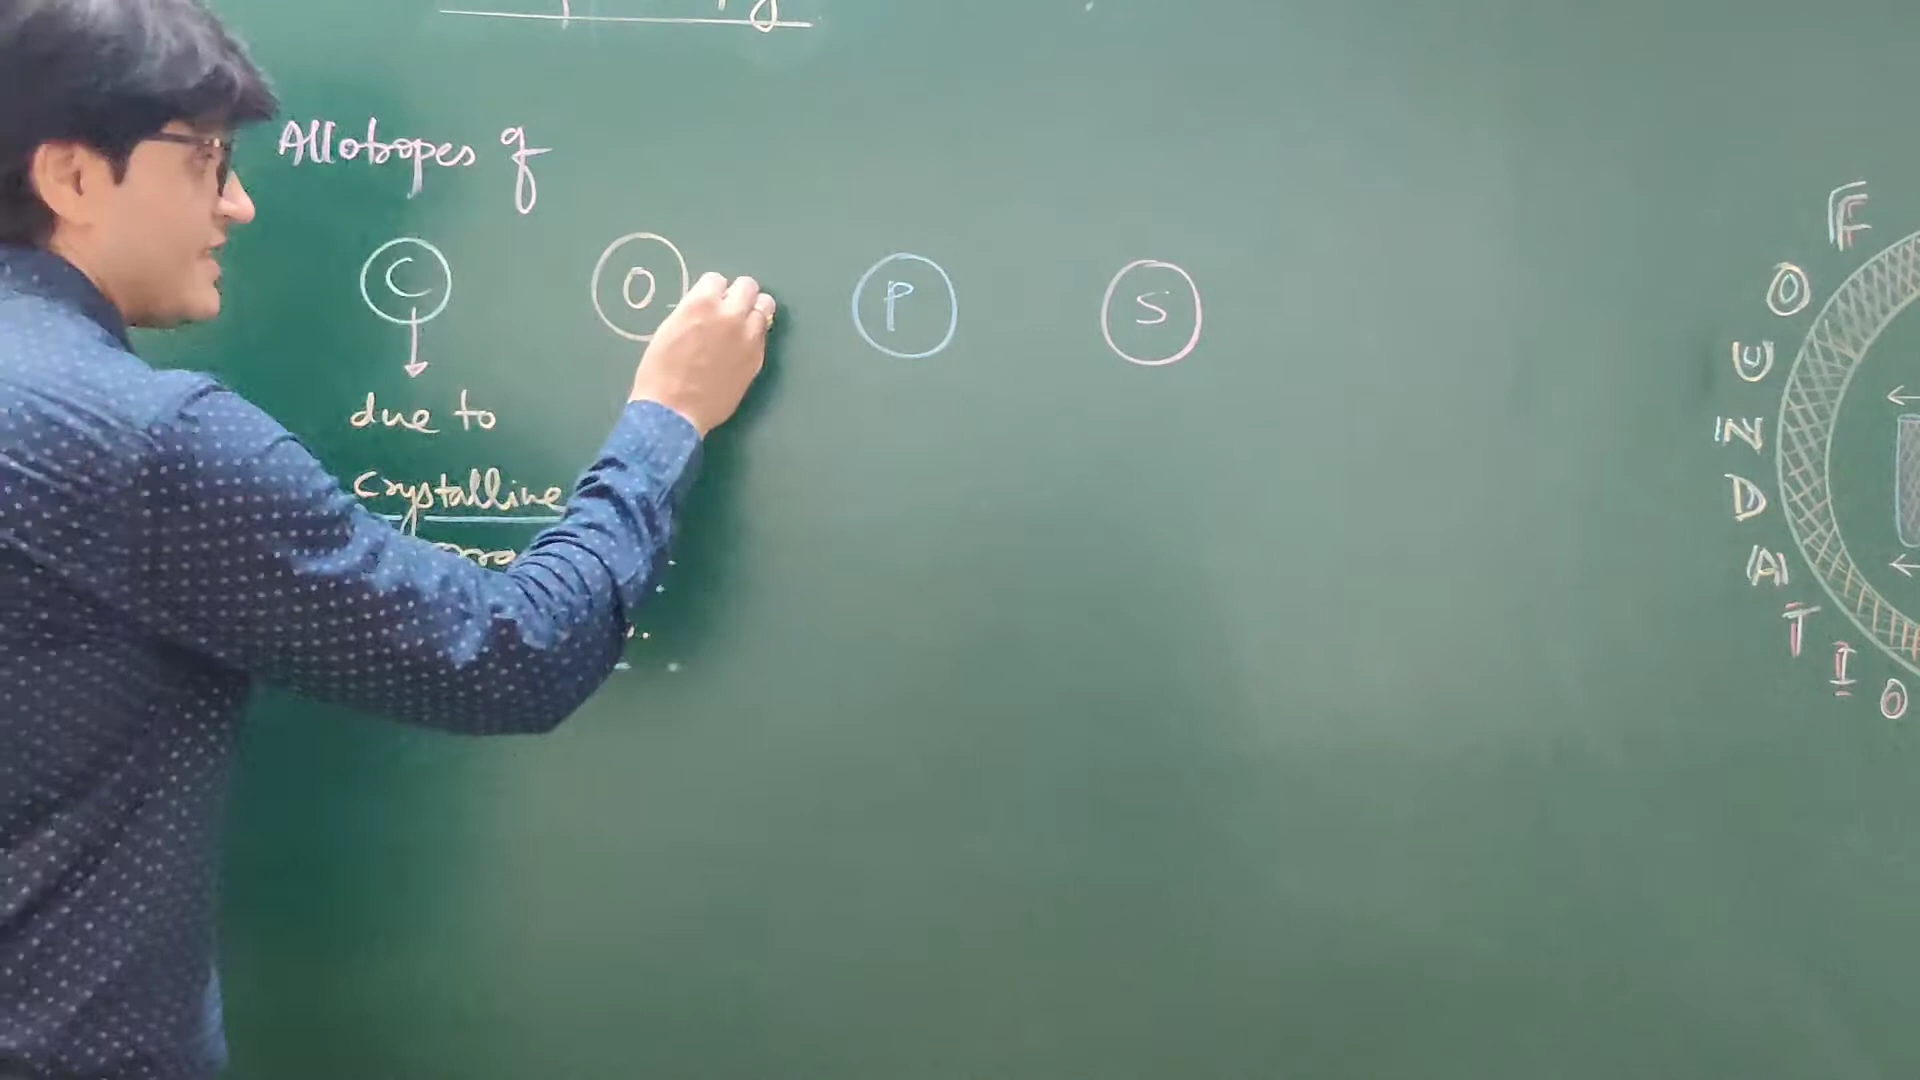 Allotropes of
C O P S
due to
Crystalline
F
O
U
N
D
A
T
I
O